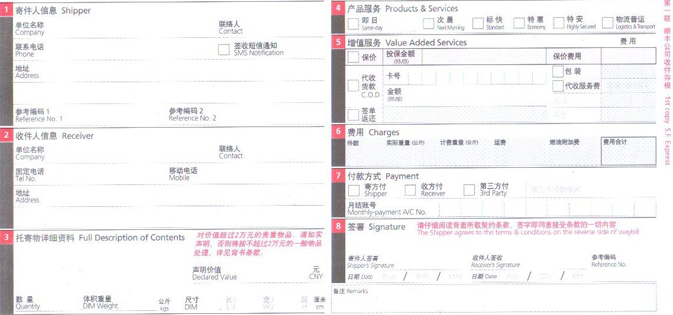 1 寄件人信息 Shipper
单位名称 联络人
Company Contact
联系电话 签收短信通知
Phone SMS Notification
地址
Address
参考编码 1 参考编码 2
Reference No. 1 Reference No. 2
2 收件人信息 Receiver
单位名称 联络人
Company Contact
固定电话 移动电话
Tel No. Mobile
地址
Address
3 托寄物详细资料 Full Description of Contents
对价值超过2万元的贵重物品，请如实
声明，否则将按不超过2万元的一般物品
处理，详见背书条款。
声明价值 元
Declared Value CNY
数 量 体积重量 公斤 尺寸 厘米
Quantity DIM Weight kgs DIM cm
4 产品服务 Products & Services
即 日 次 晨 标 快 特 惠 特 安 物流普运
Same-day Next Morning Standard Economy Highly Secured Logistics & Transport
5 增值服务 Value Added Services 费 用
保价 投保金额 保价费用
(RMB)
代收 卡号 包 装
货款 代收服务费
C.O.D 金额
(RMB)
签单
返还
6 费用 Charges
件数 实际重量 (公斤) 计费重量 (公斤) 运费 燃油附加费 费用合计
7 付款方式 Payment
寄方付 收方付 第三方付
Shipper Receiver 3rd Party
月结账号
Monthly-payment A/C No.
8 签署 Signature 请仔细阅读背面所载契约条款，签字即同意接受条款的一切内容
The Shipper agrees to the terms & conditions on the reverse side of waybill
寄件人签署 收件人签收 参考编码
Shipper's Signature Receiver's Signature Reference No.
日期 Date / / 日期 Date / /
备注 Remarks
第一联 顺丰公司收件存根 1st copy S.F. Express